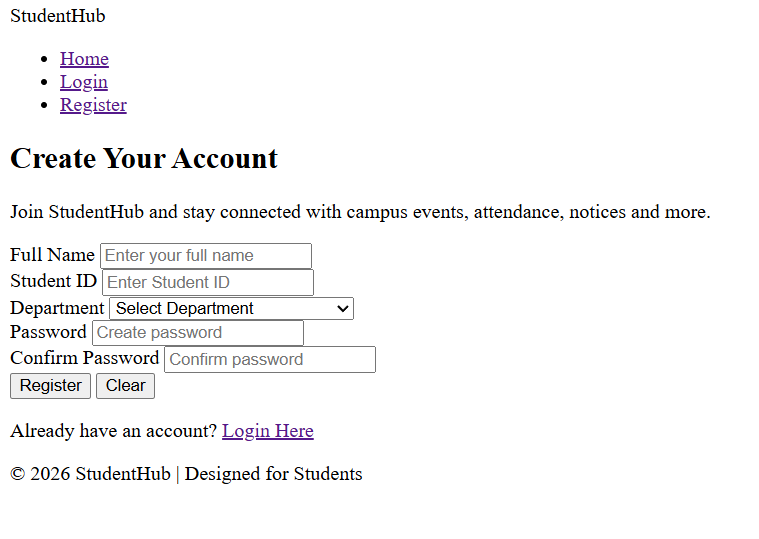 StudentHub
Home
Login
Register
Create Your Account
Join StudentHub and stay connected with campus events, attendance, notices and more.
Full Name Enter your full name
Student ID Enter Student ID
Department Select Department
Password Create password
Confirm Password Confirm password
Register Clear
Already have an account? Login Here
© 2026 StudentHub | Designed for Students